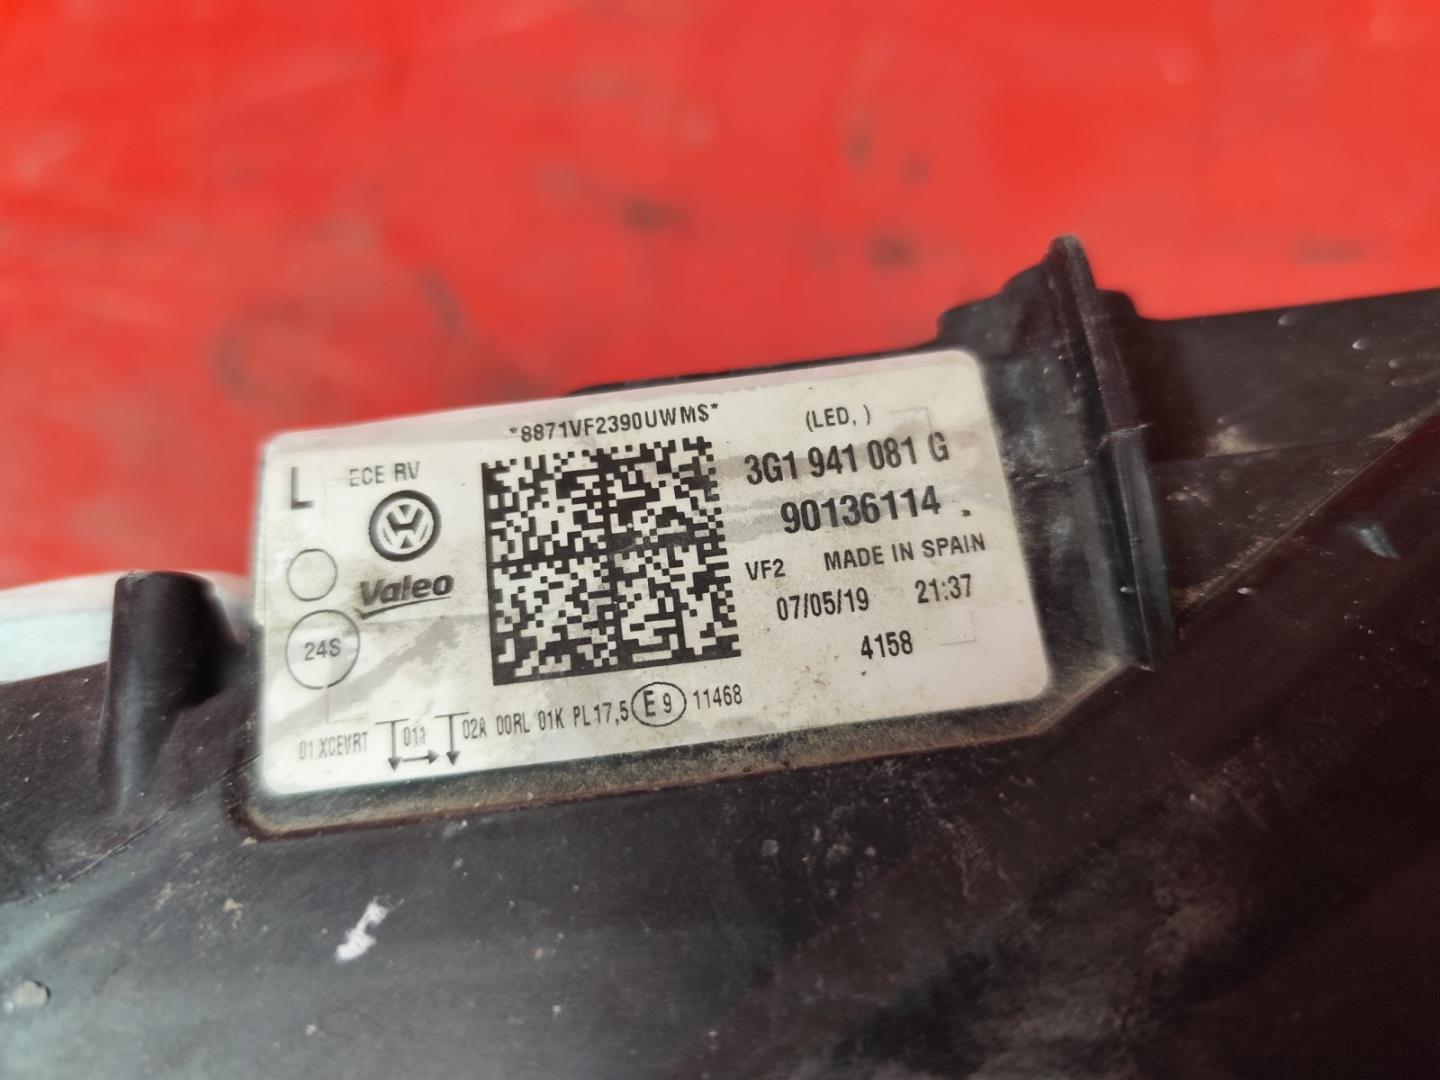 *8871VF2390UWMS*
(LED, )
L
ECE RV
3G1 941 081 G
90136114
Valeo
VF2 MADE IN SPAIN
07/05/19 21:37
24S
4158
01 XCEVRT 011 02A 00RL 01K PL17,5 E9 11468